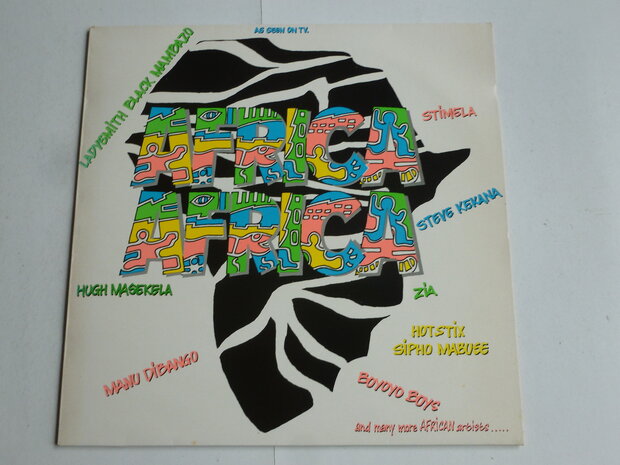 AS SEEN ON T.V.
LADYSMITH BLACK MAMBAZO
AFRICA
STIMELA
AFRICA
STEVE KEKANA
HUGH MASEKELA
ZIA
HOTSTIX
SIPHO MABUSE
MANU DIBANGO
BOYOYO BOYS
and many more AFRICAN artists .....